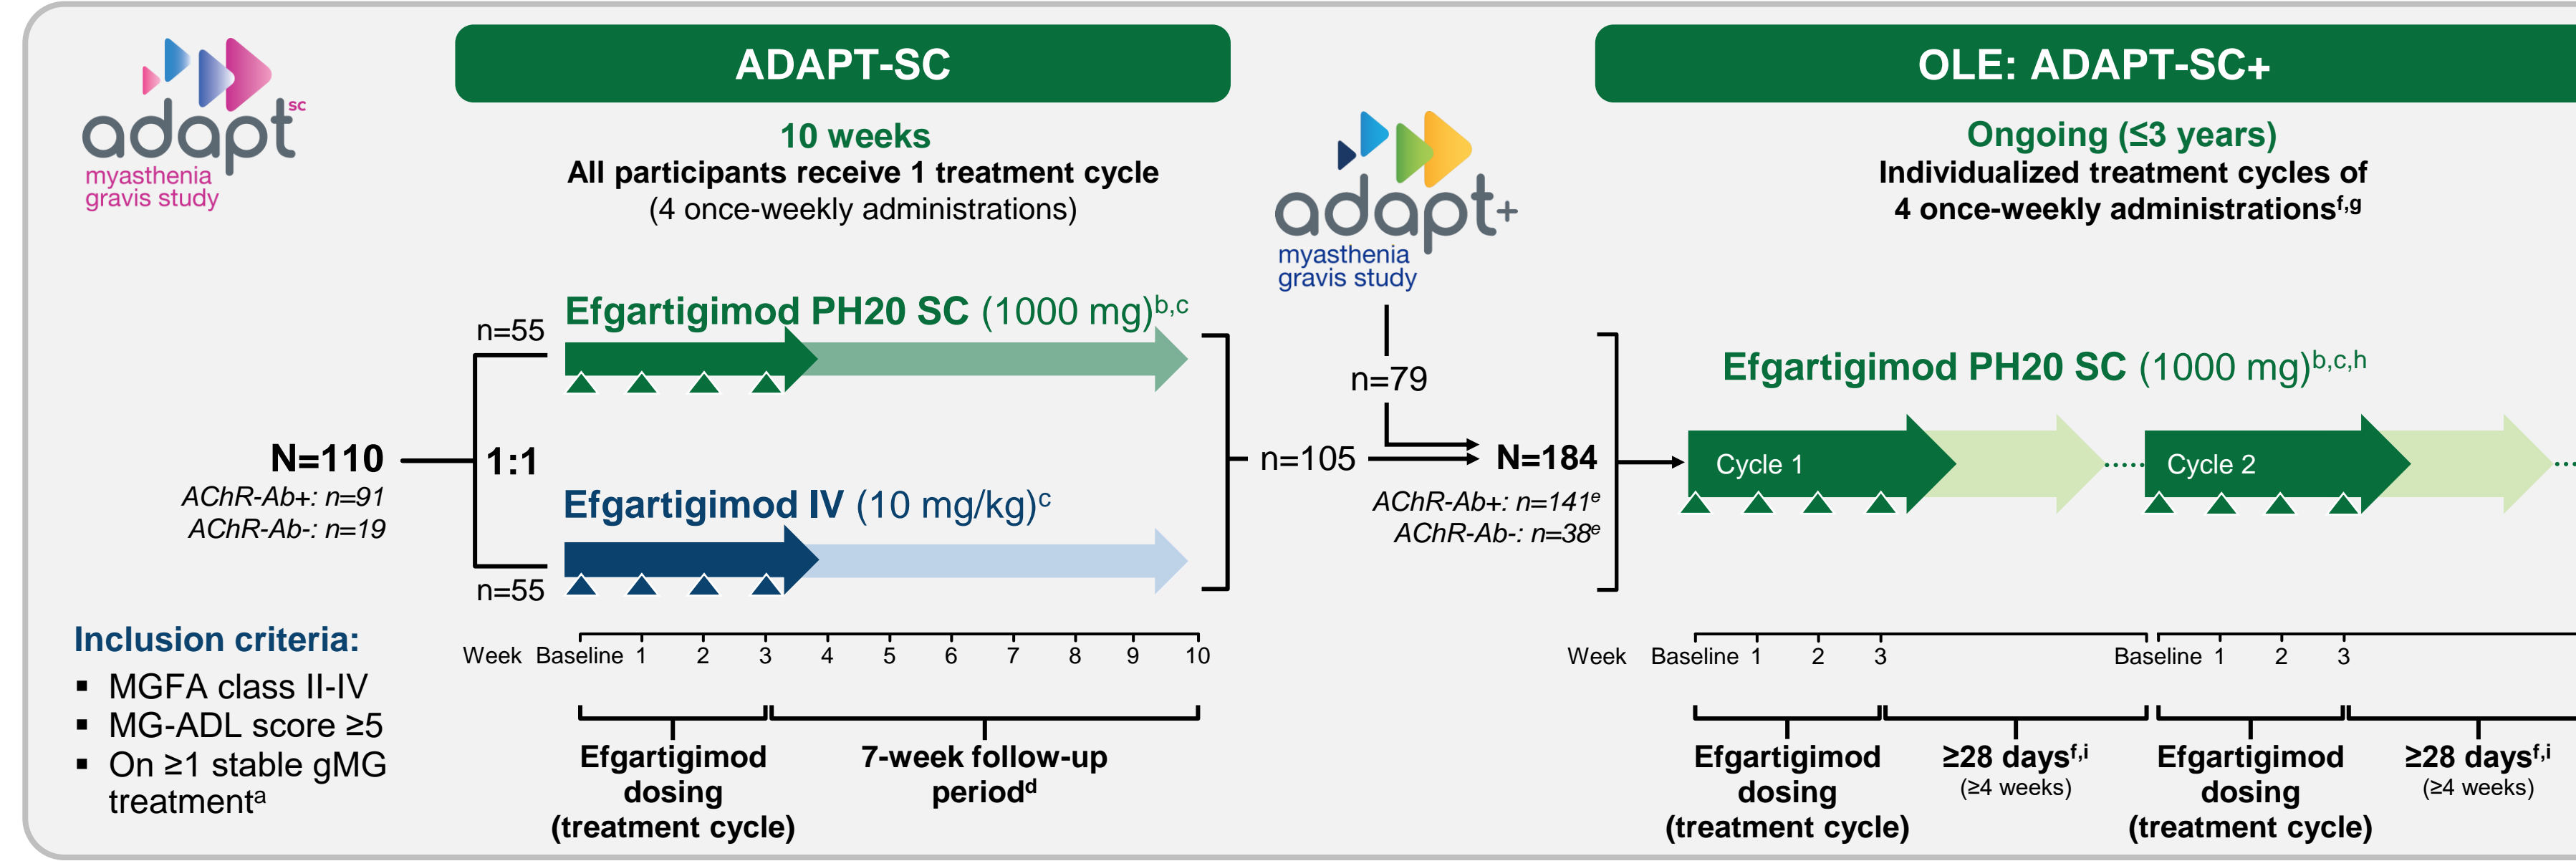 adapt SC
myasthenia
gravis study
ADAPT-SC
10 weeks
All participants receive 1 treatment cycle
(4 once-weekly administrations)
N=110
AChR-Ab+: n=91
AChR-Ab-: n=19
1:1
n=55
Efgartigimod PH20 SC (1000 mg)b,c
Efgartigimod IV (10 mg/kg)c
n=55
Week Baseline 1 2 3 4 5 6 7 8 9 10
Efgartigimod
dosing
(treatment cycle)
7-week follow-up
periodd
Inclusion criteria:
▪ MGFA class II-IV
▪ MG-ADL score ≥5
▪ On ≥1 stable gMG
treatmenta
adapt+
myasthenia
gravis study
n=79
n=105
N=184
AChR-Ab+: n=141e
AChR-Ab-: n=38e
OLE: ADAPT-SC+
Ongoing (≤3 years)
Individualized treatment cycles of
4 once-weekly administrationsf,g
Efgartigimod PH20 SC (1000 mg)b,c,h
Cycle 1
Cycle 2
Week Baseline 1 2 3 Baseline 1 2 3
Efgartigimod
dosing
(treatment cycle)
≥28 daysf,i
(≥4 weeks)
Efgartigimod
dosing
(treatment cycle)
≥28 daysf,i
(≥4 weeks)